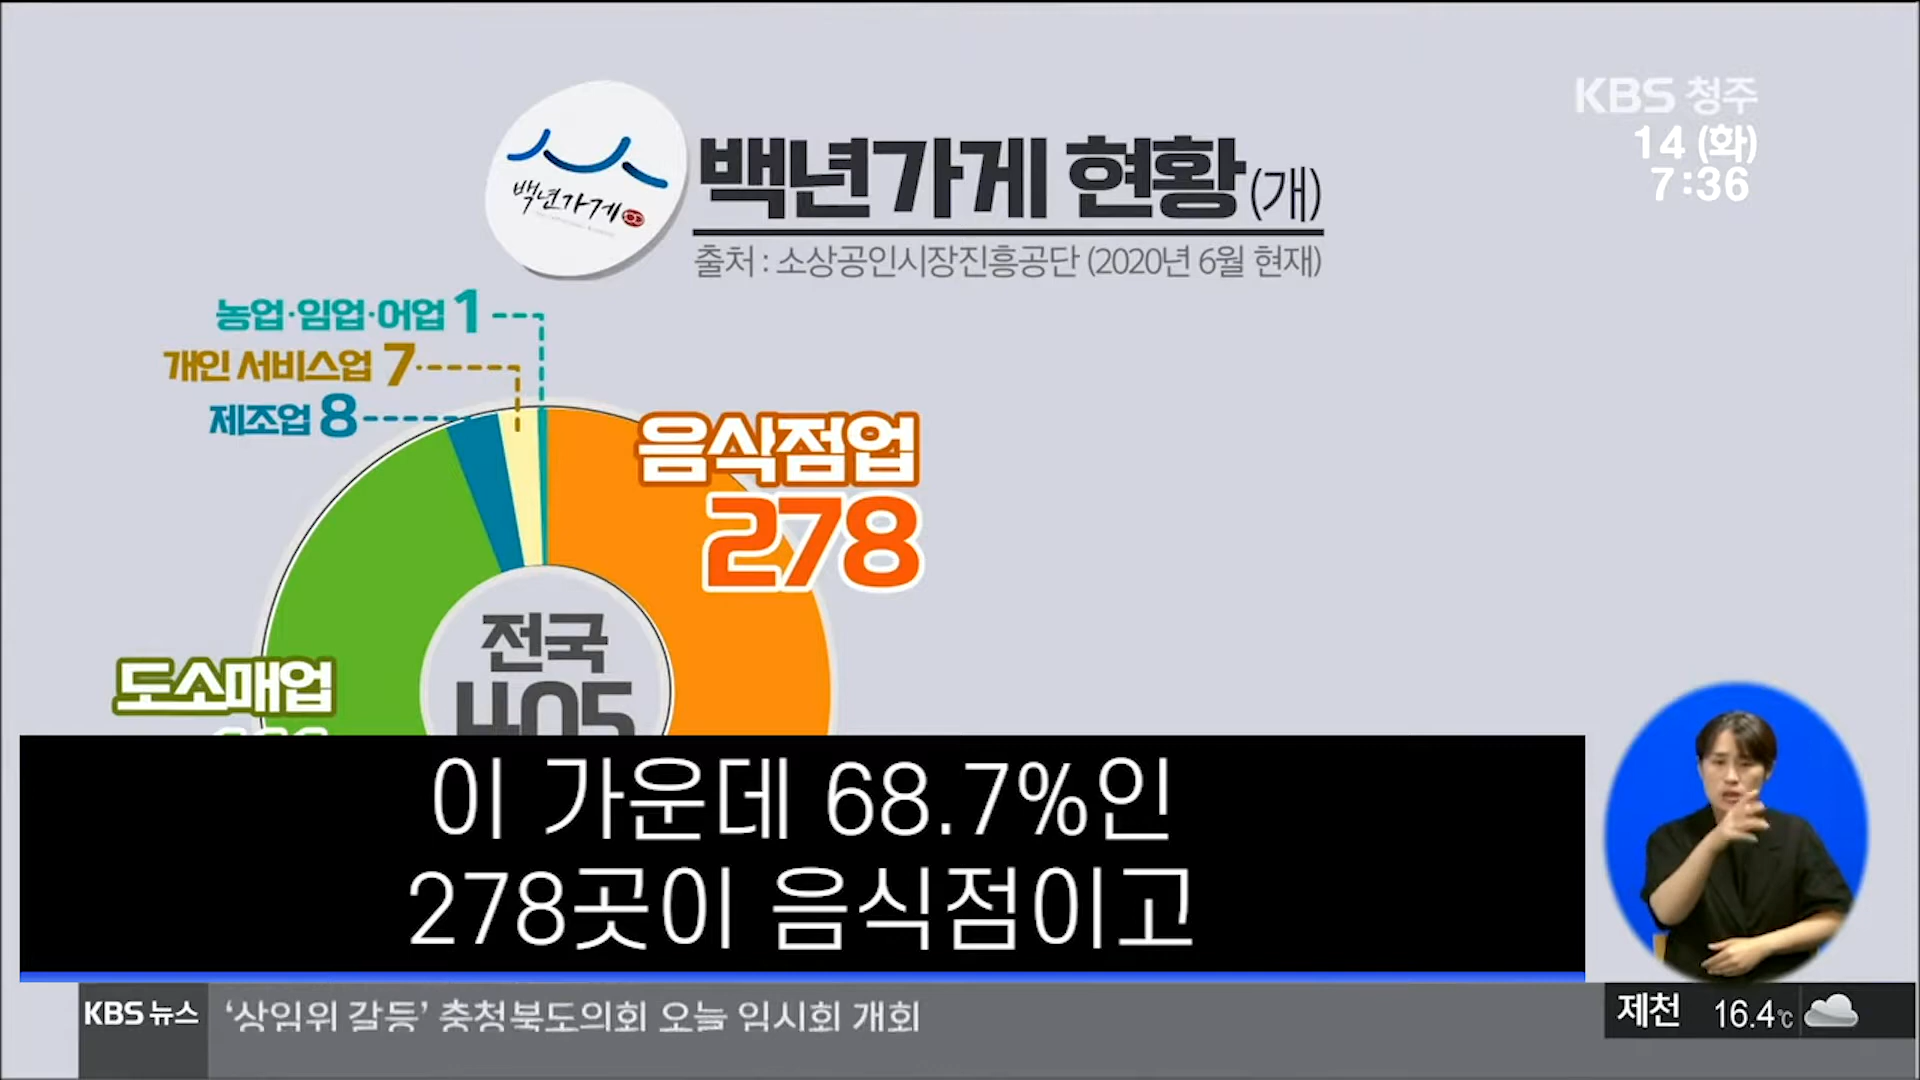 KBS 청주
14 (화)
7:36
백년가게
백년가게 현황(개)
출처 : 소상공인시장진흥공단 (2020년 6월 현재)
농업·임업·어업 1
개인 서비스업 7
제조업 8
음식점업
278
전국
405
도소매업
이 가운데 68.7%인
278곳이 음식점이고
KBS 뉴스 ‘상임위 갈등’ 충청북도의회 오늘 임시회 개회
제천 16.4℃